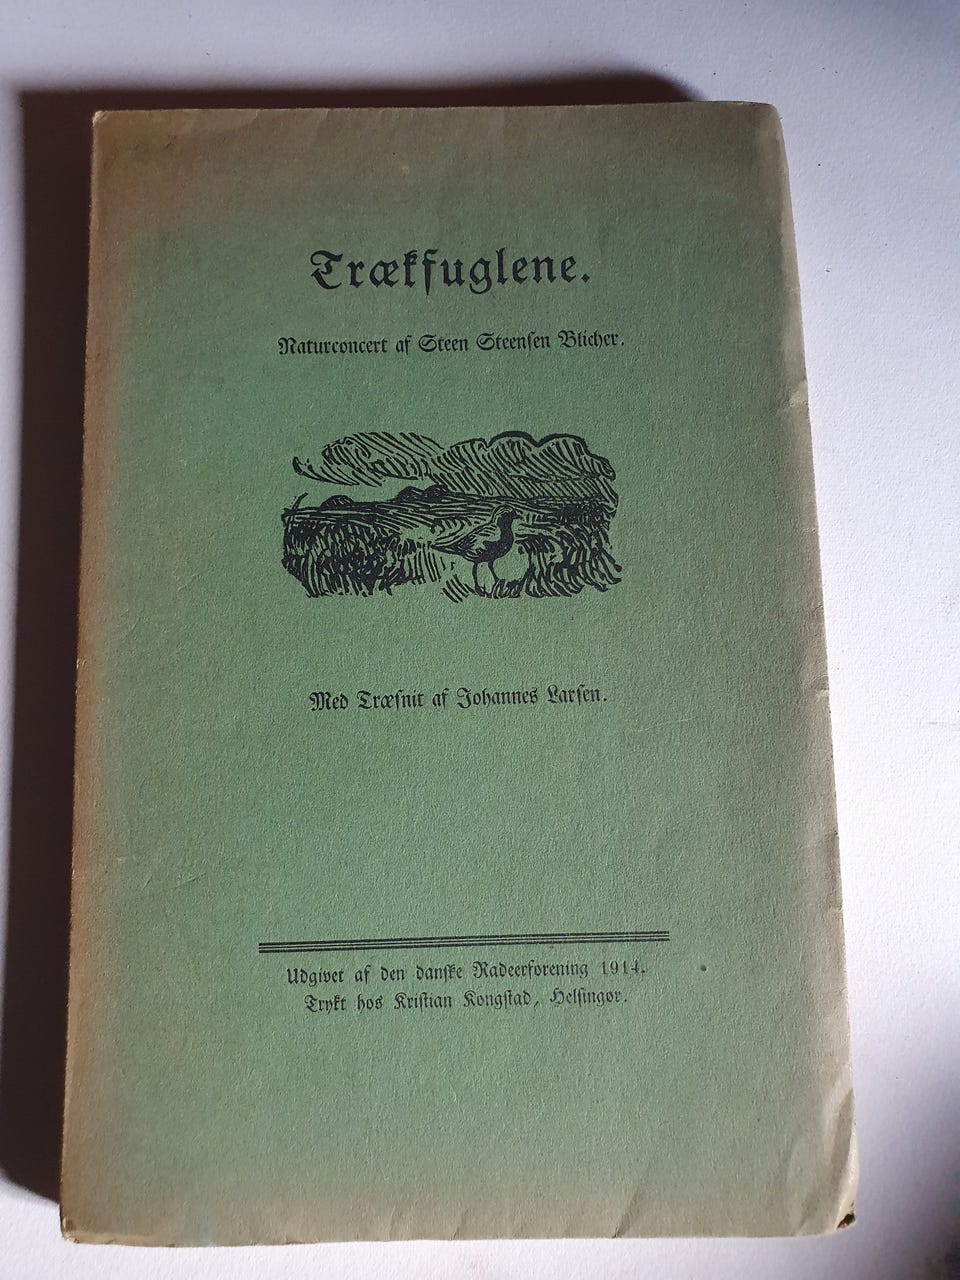 Trækfuglene.
Naturconcert af Steen Steensen Blicher.
Med Træsnit af Johannes Larsen.
Udgivet af den danske Radeerforening 1914.
Trykt hos Kristian Kongstad, Helsingør.